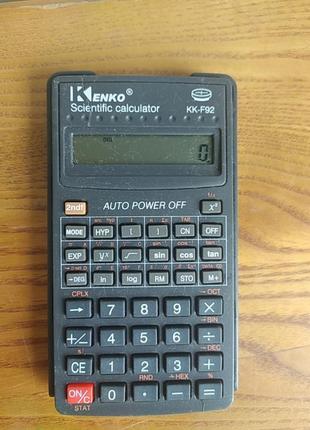 KENKO®
Scientific calculator KK-F92
DEG
0
AUTO POWER OFF
2ndf x²
MODE HYP [ ] CN OFF
EXP √ sin cos tan
→DEG ln log RM STO M+
CPLX →OCT
→ 7 8 9 ×
→BIN
+/− 4 5 6 ÷
→DEC
CE 1 2 3 +
RND →HEX %
ON/C 0 · − =
STAT